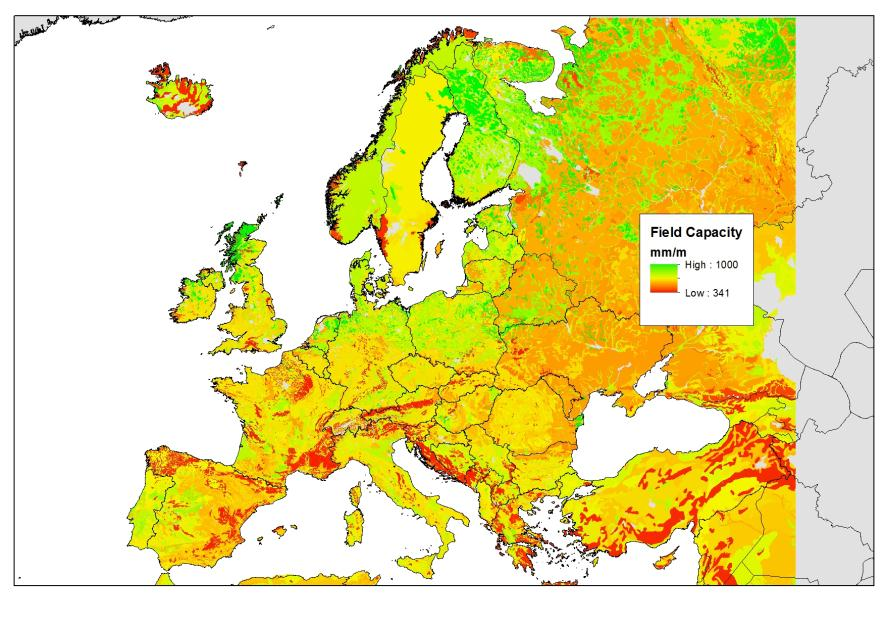 Field Capacity
mm/m
High : 1000
Low : 341